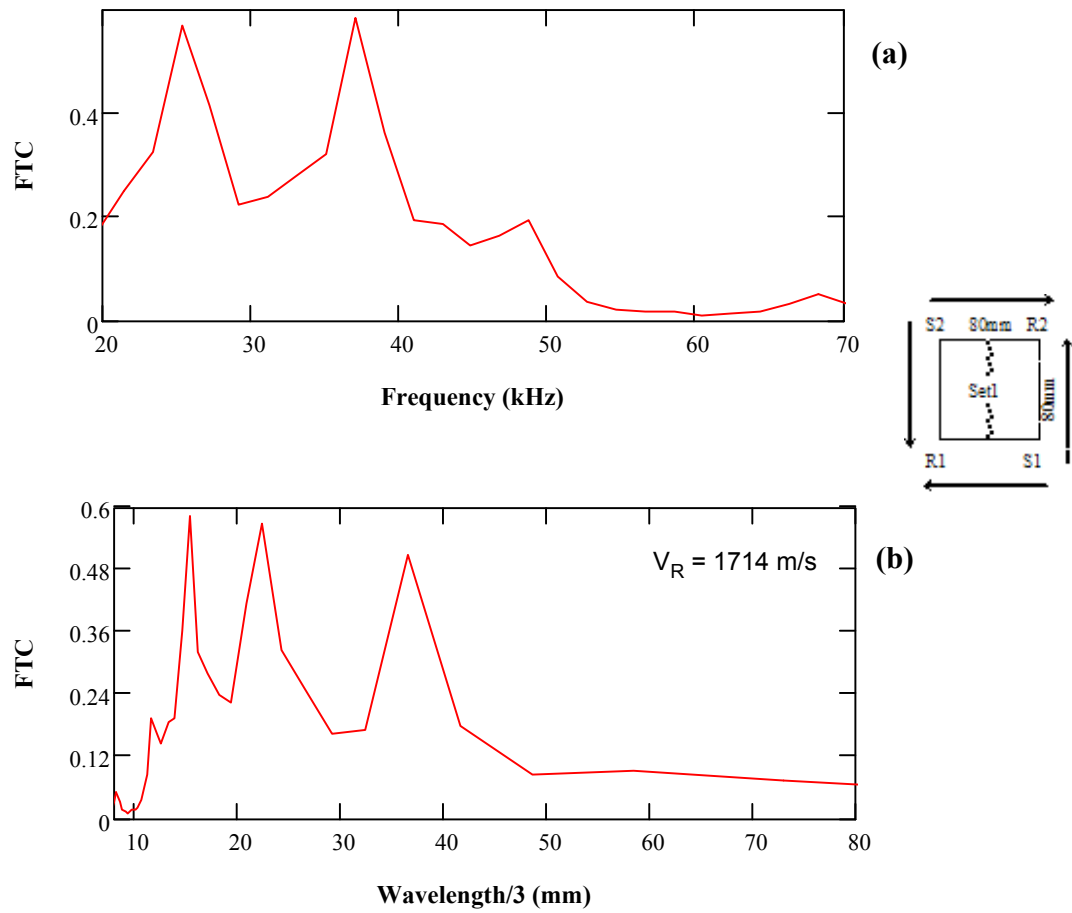 (a)
FTC
0.4
0.2
0
20 30 40 50 60 70
Frequency (kHz)
S2 80mm R2
Set1
80mm
R1 S1
(b)
V_R = 1714 m/s
FTC
0.6
0.48
0.36
0.24
0.12
0
10 20 30 40 50 60 70 80
Wavelength/3 (mm)